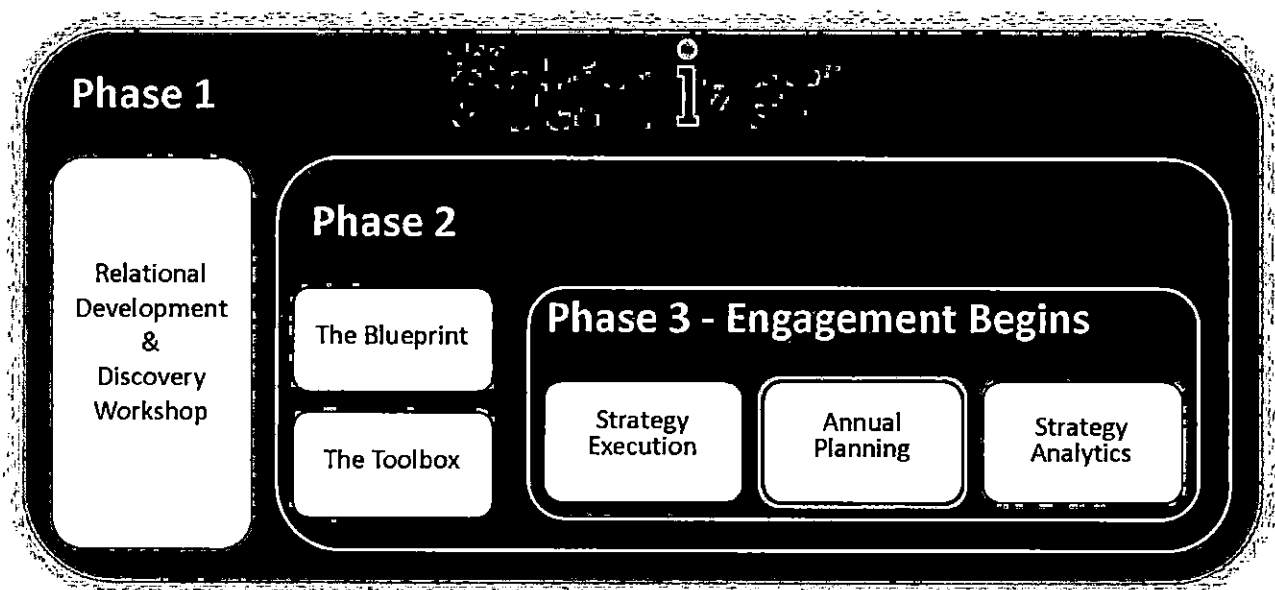 Phase 1
Relational
Development
&
Discovery
Workshop
Phase 2
The Blueprint
The Toolbox
Phase 3 - Engagement Begins
Strategy
Execution
Annual
Planning
Strategy
Analytics